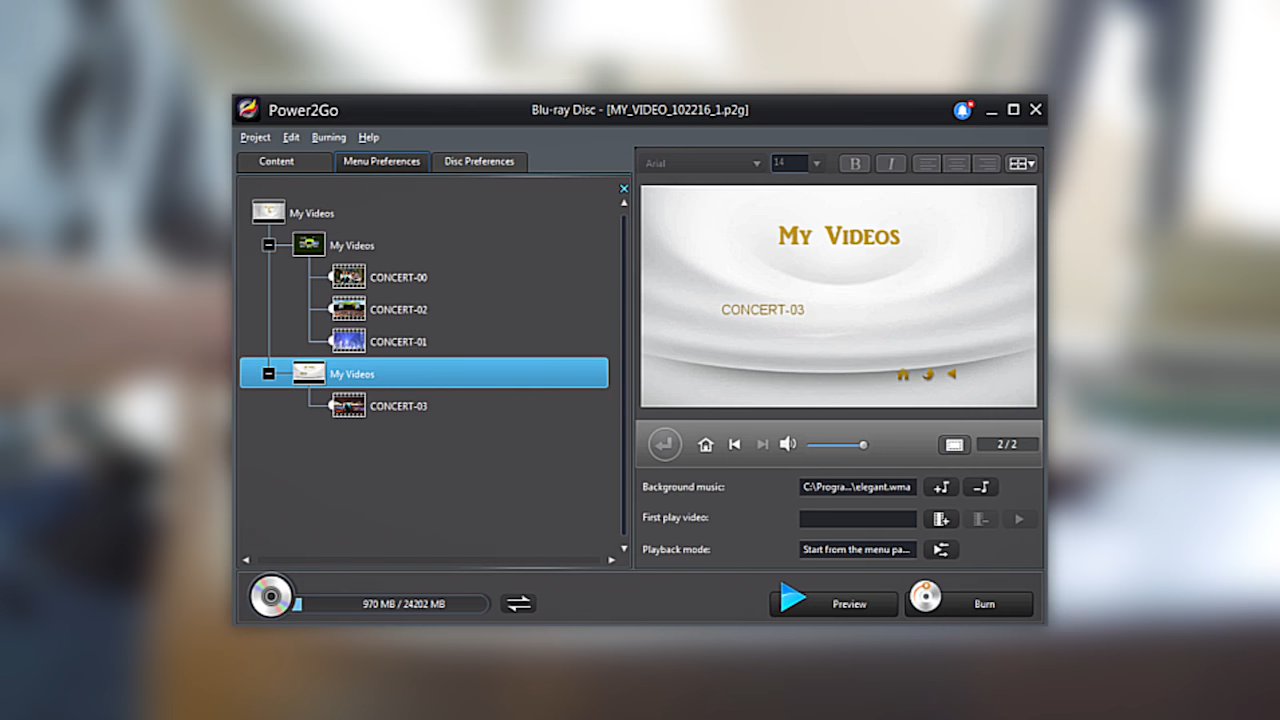 Power2Go
Blu-ray Disc - [MY_VIDEO_102216_1.p2g]
Project Edit Burning Help
Content Menu Preferences Disc Preferences
Arial 14 B I
My Videos
My Videos
CONCERT-00
CONCERT-02
CONCERT-01
My Videos
CONCERT-03
My Videos
CONCERT-03
2/2
Background music: C:\Progra...\elegant.wma
First play video:
Playback mode: Start from the menu pa...
970 MB / 24202 MB
Preview
Burn